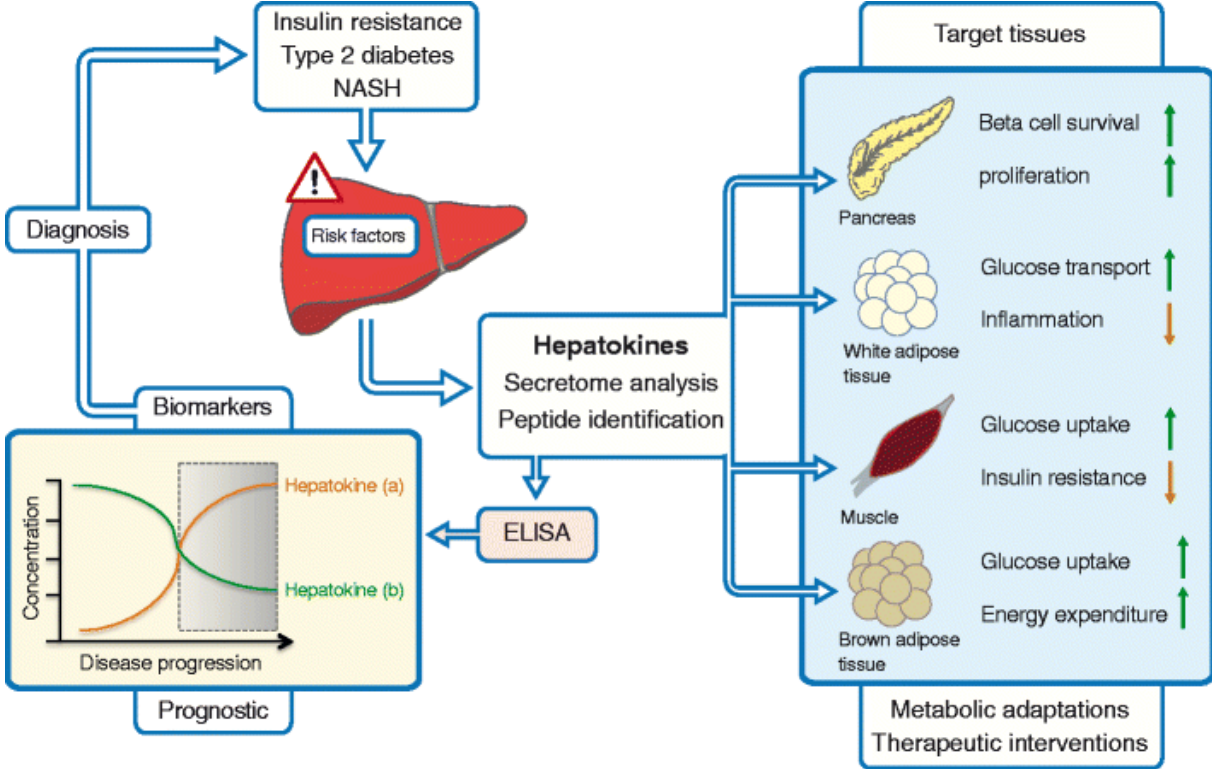 Insulin resistance
Type 2 diabetes
NASH
Diagnosis
!
Risk factors
Hepatokines
Secretome analysis
Peptide identification
ELISA
Biomarkers
Concentration
Hepatokine (a)
Hepatokine (b)
Disease progression
Prognostic
Target tissues
Beta cell survival
proliferation
Pancreas
Glucose transport
Inflammation
White adipose
tissue
Glucose uptake
Insulin resistance
Muscle
Glucose uptake
Energy expenditure
Brown adipose
tissue
Metabolic adaptations
Therapeutic interventions